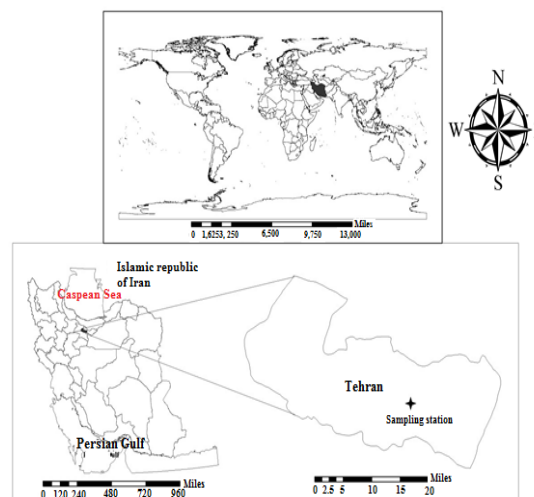 N
W
S
Miles
0 1,6253,250 6,500 9,750 13,000
Islamic republic
of Iran
Caspean Sea
Tehran
Sampling station
Persian Gulf
Miles
0 120 240 480 720 960
Miles
0 2.5 5 10 15 20